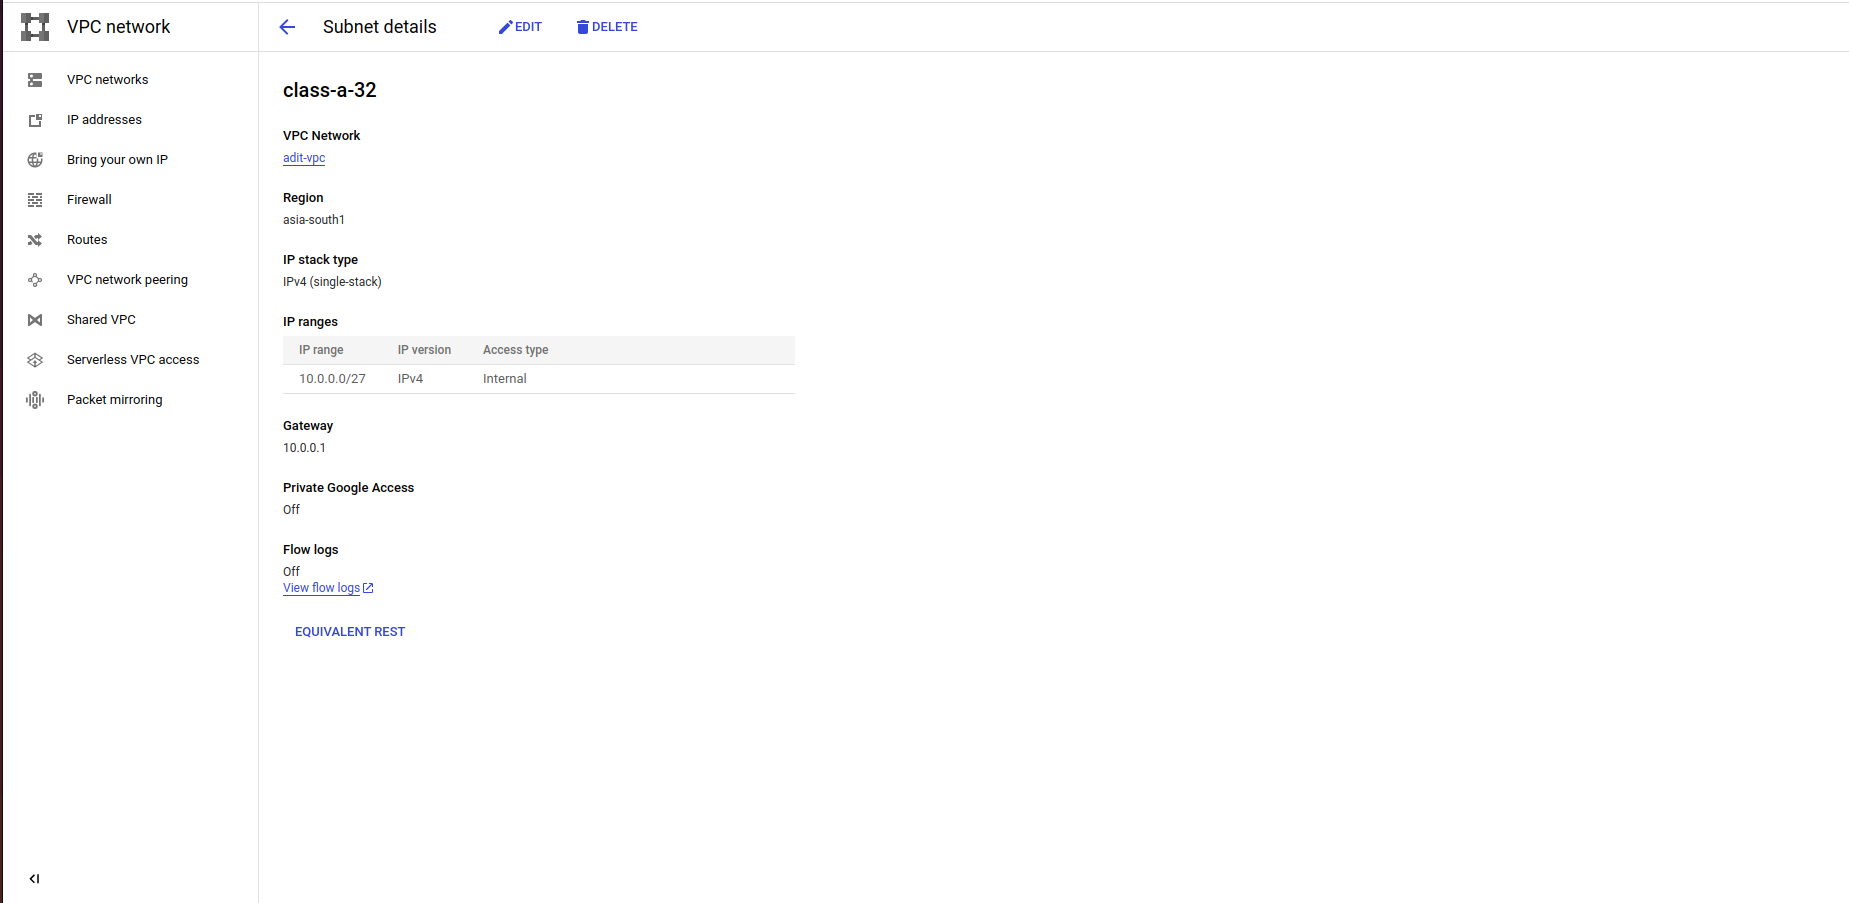 VPC network
Subnet details
EDIT
DELETE
VPC networks
IP addresses
Bring your own IP
Firewall
Routes
VPC network peering
Shared VPC
Serverless VPC access
Packet mirroring
class-a-32
VPC Network
adit-vpc
Region
asia-south1
IP stack type
IPv4 (single-stack)
IP ranges
IP range IP version Access type
10.0.0.0/27 IPv4 Internal
Gateway
10.0.0.1
Private Google Access
Off
Flow logs
Off
View flow logs
EQUIVALENT REST